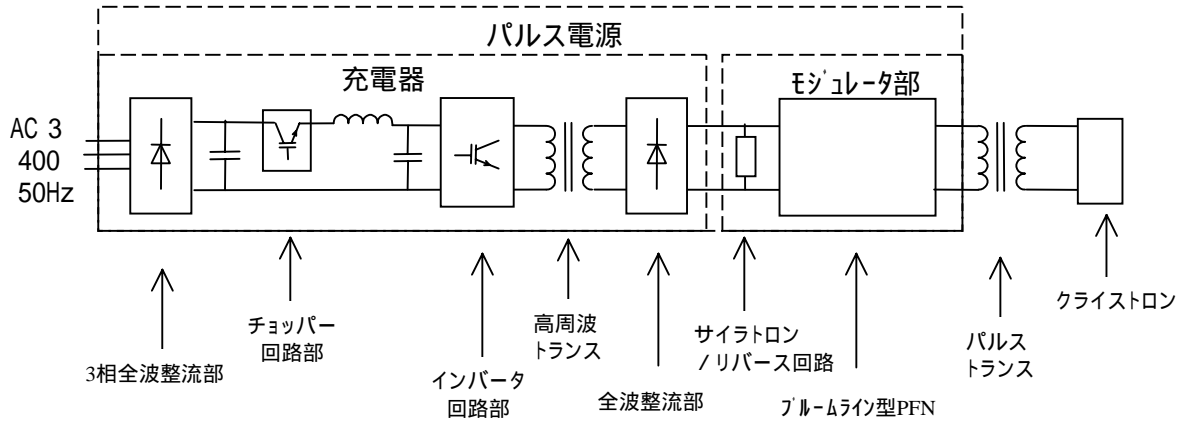 パルス電源
充電器
モジュレータ部
AC 3
400
50Hz
3相全波整流部
チョッパー
回路部
インバータ
回路部
高周波
トランス
全波整流部
サイラトロン
/リバース回路
ブルームライン型PFN
パルス
トランス
クライストロン